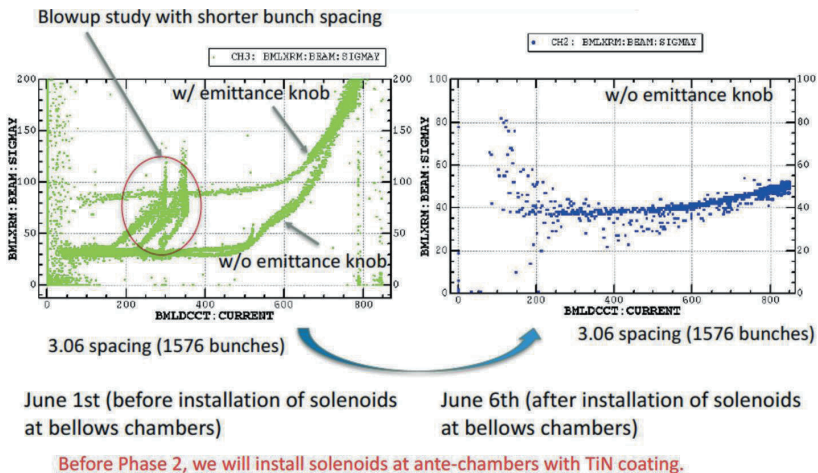 Blowup study with shorter bunch spacing
CH3: BMLXRM:BEAM:SIGMAY
CH2: BMLXRM:BEAM:SIGMAY
200
200
w/ emittance knob
150
150
100
100
50
50
w/o emittance knob
0
0
BMLXRM:BEAM:SIGMAY
0 200 400 600 800
BMLDCCT:CURRENT
100
100
w/o emittance knob
80
80
60
60
40
40
20
20
0
0
BMLXRM:BEAM:SIGMAY
0 200 400 600 800
BMLDCCT:CURRENT
3.06 spacing (1576 bunches)
3.06 spacing (1576 bunches)
June 1st (before installation of solenoids
at bellows chambers)
June 6th (after installation of solenoids
at bellows chambers)
Before Phase 2, we will install solenoids at ante-chambers with TiN coating.